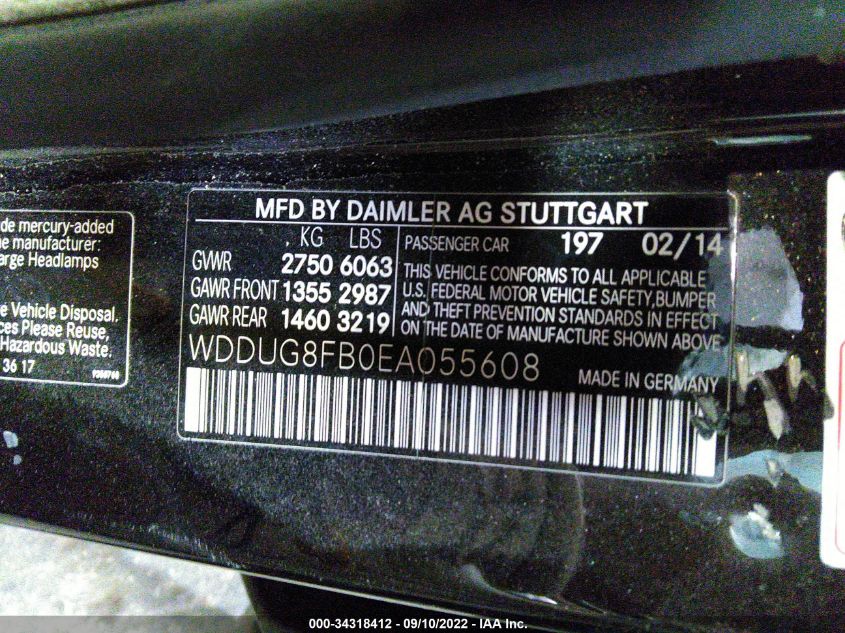 de mercury-added
ne manufacturer:
arge Headlamps
e Vehicle Disposal,
ces Please Reuse,
Hazardous Waste.
36 17
MFD BY DAIMLER AG STUTTGART
. KG LBS
GVWR 2750 6063
GAWR FRONT 1355 2987
GAWR REAR 1460 3219
PASSENGER CAR 197 02/14
THIS VEHICLE CONFORMS TO ALL APPLICABLE
U.S. FEDERAL MOTOR VEHICLE SAFETY, BUMPER
AND THEFT PREVENTION STANDARDS IN EFFECT
ON THE DATE OF MANUFACTURE SHOWN ABOVE
WDDUG8FB0EA055608
MADE IN GERMANY
000-34318412 - 09/10/2022 - IAA Inc.